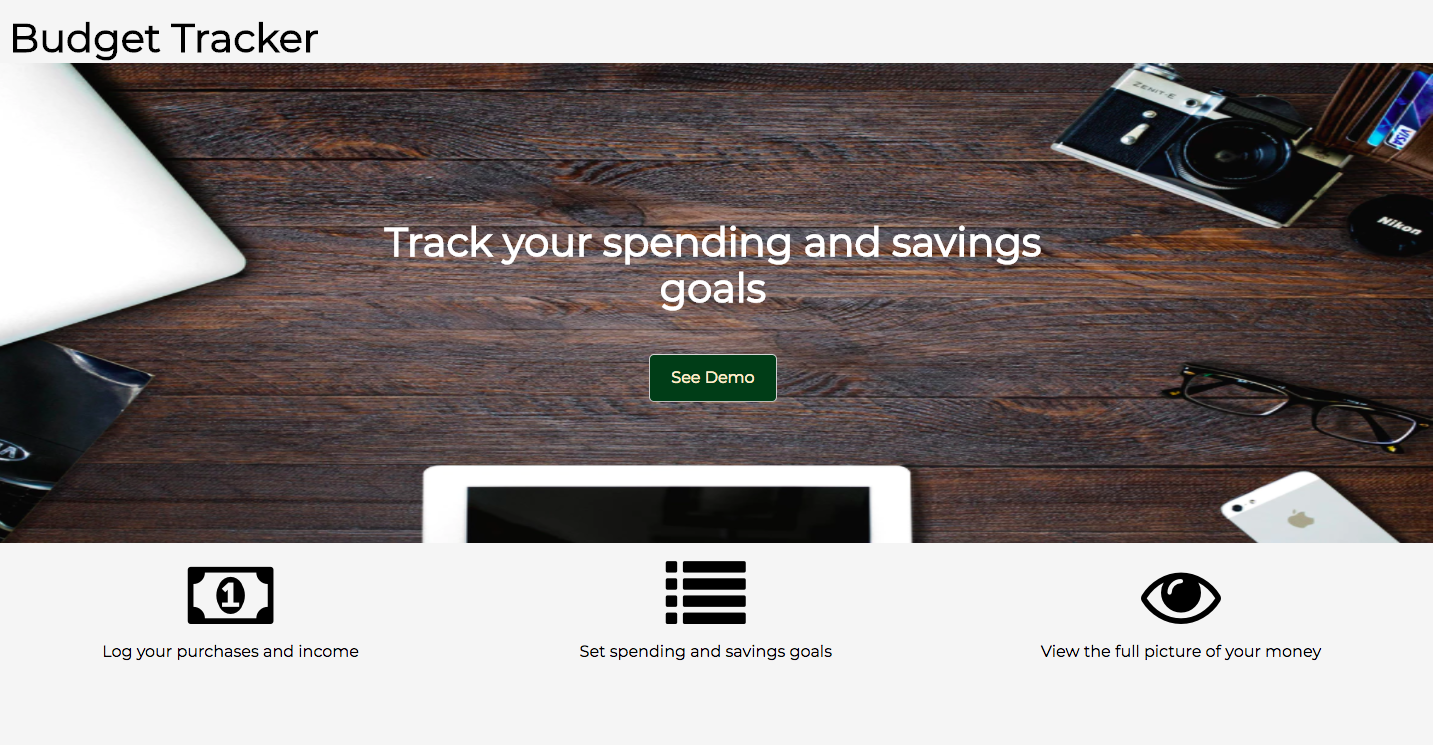 Budget Tracker
ZENIT-E
VISA
Nikon
Track your spending and savings
goals
See Demo
1
Log your purchases and income
Set spending and savings goals
View the full picture of your money